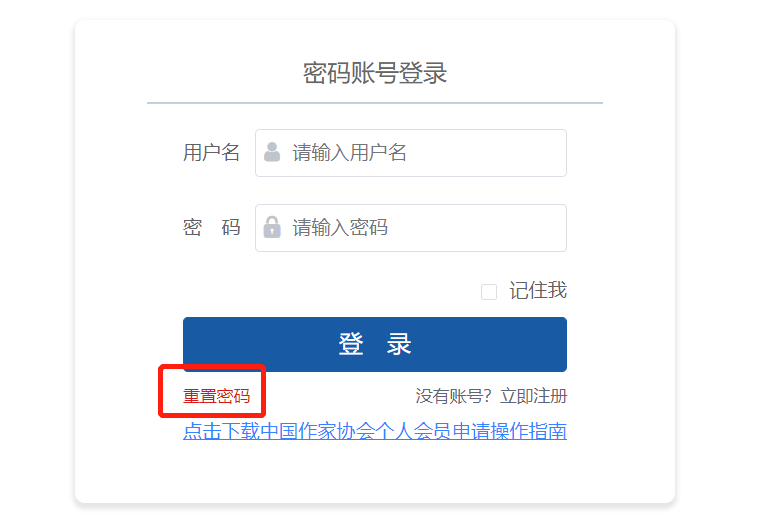 密码账号登录
用户名 请输入用户名
密 码 请输入密码
记住我
登 录
重置密码 没有账号？立即注册
点击下载中国作家协会个人会员申请操作指南